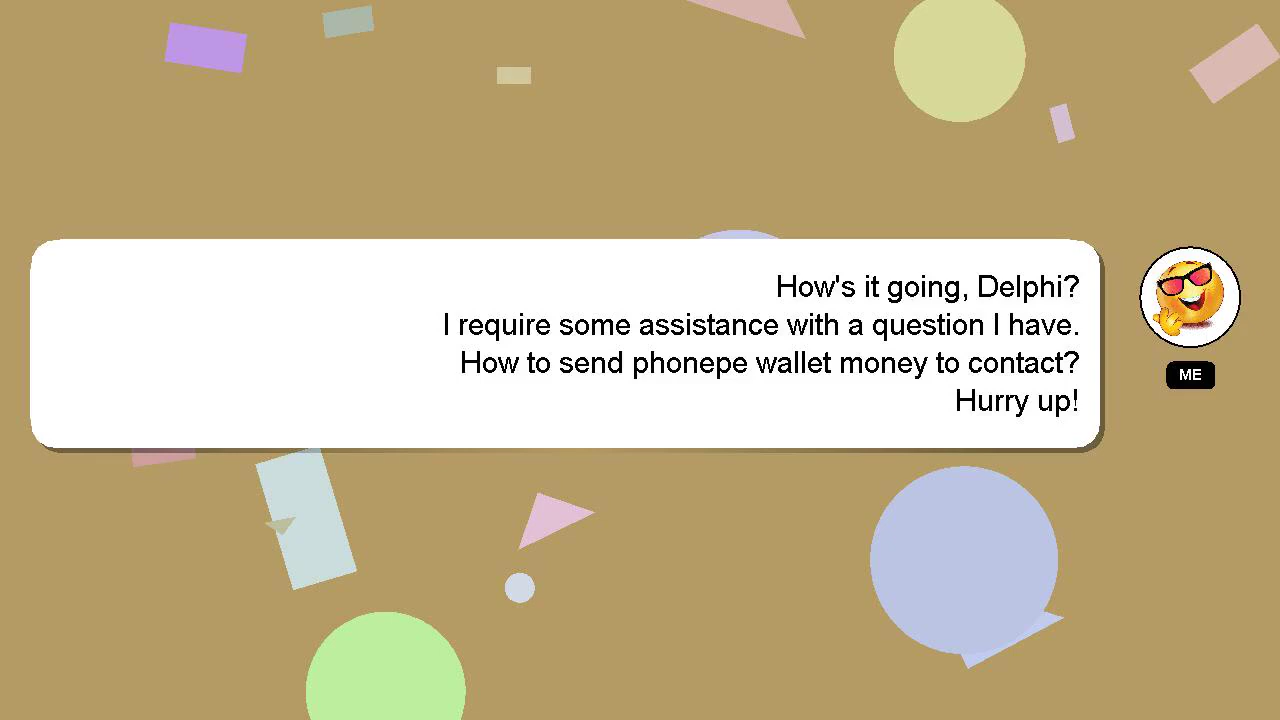 How's it going, Delphi?
I require some assistance with a question I have.
How to send phonepe wallet money to contact?
Hurry up!
ME